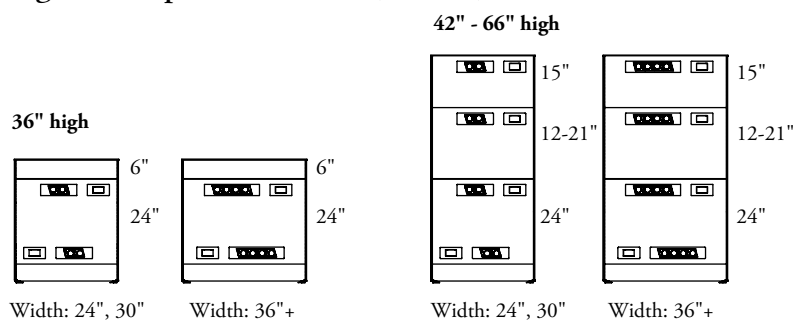 42" - 66" high
15"
15"
36" high
12-21"
12-21"
6"
6"
24"
24"
24"
24"
Width: 24", 30"
Width: 36"+
Width: 24", 30"
Width: 36"+